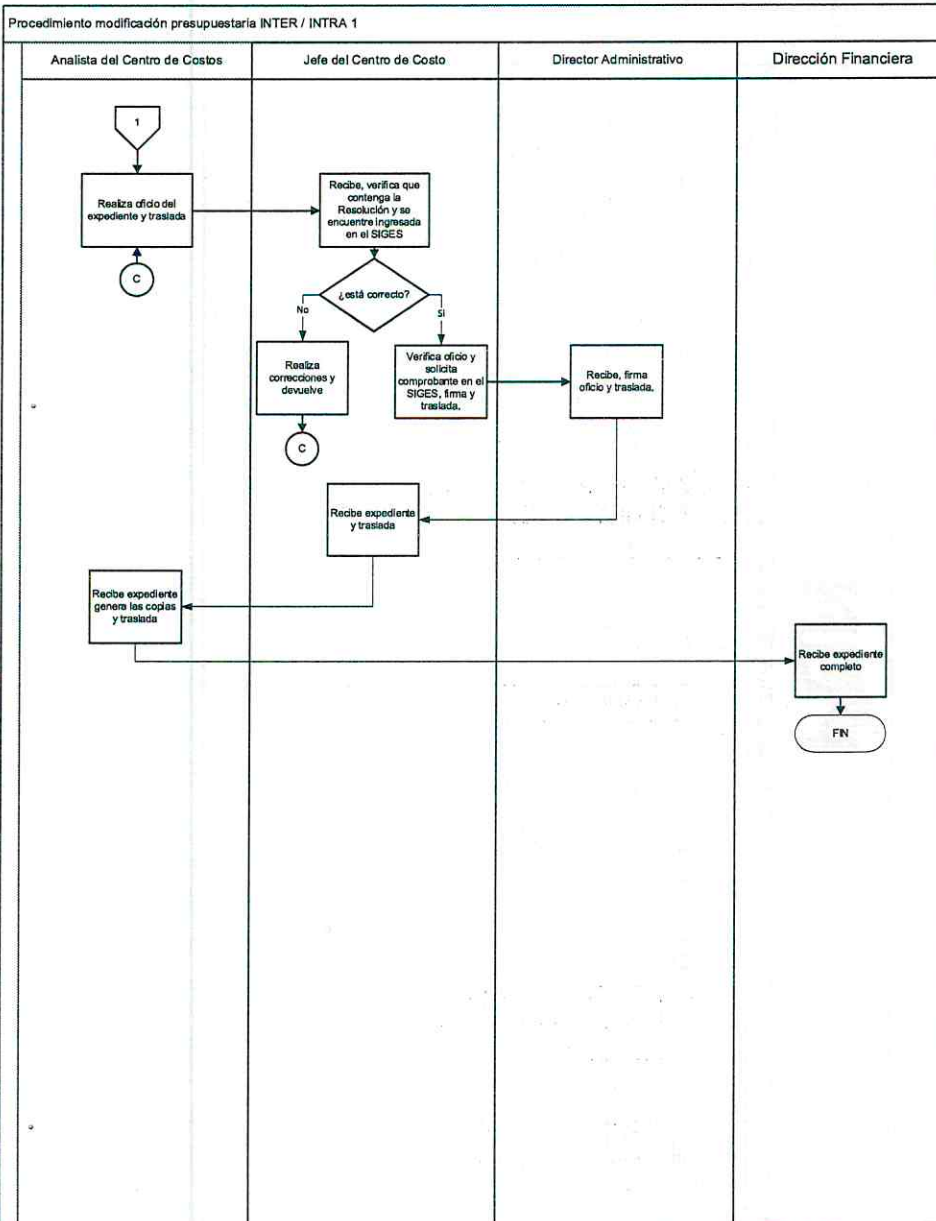 Procedimiento modificación presupuestaria INTER / INTRA 1
Analista del Centro de Costos
Jefe del Centro de Costo
Director Administrativo
Dirección Financiera
1
Realiza oficio del
expediente y traslada
C
Recibe, verifica que
contenga la
Resolución y se
encuentre ingresada
en el SIGES
¿está correcto?
No
Si
Realiza
correcciones y
devuelve
C
Verifica oficio y
solicita
comprobante en el
SIGES, firma y
traslada.
Recibe, firma
oficio y traslada.
Recibe expediente
y traslada
Recibe expediente
genera las copias
y traslada
Recibe expediente
completo
FIN